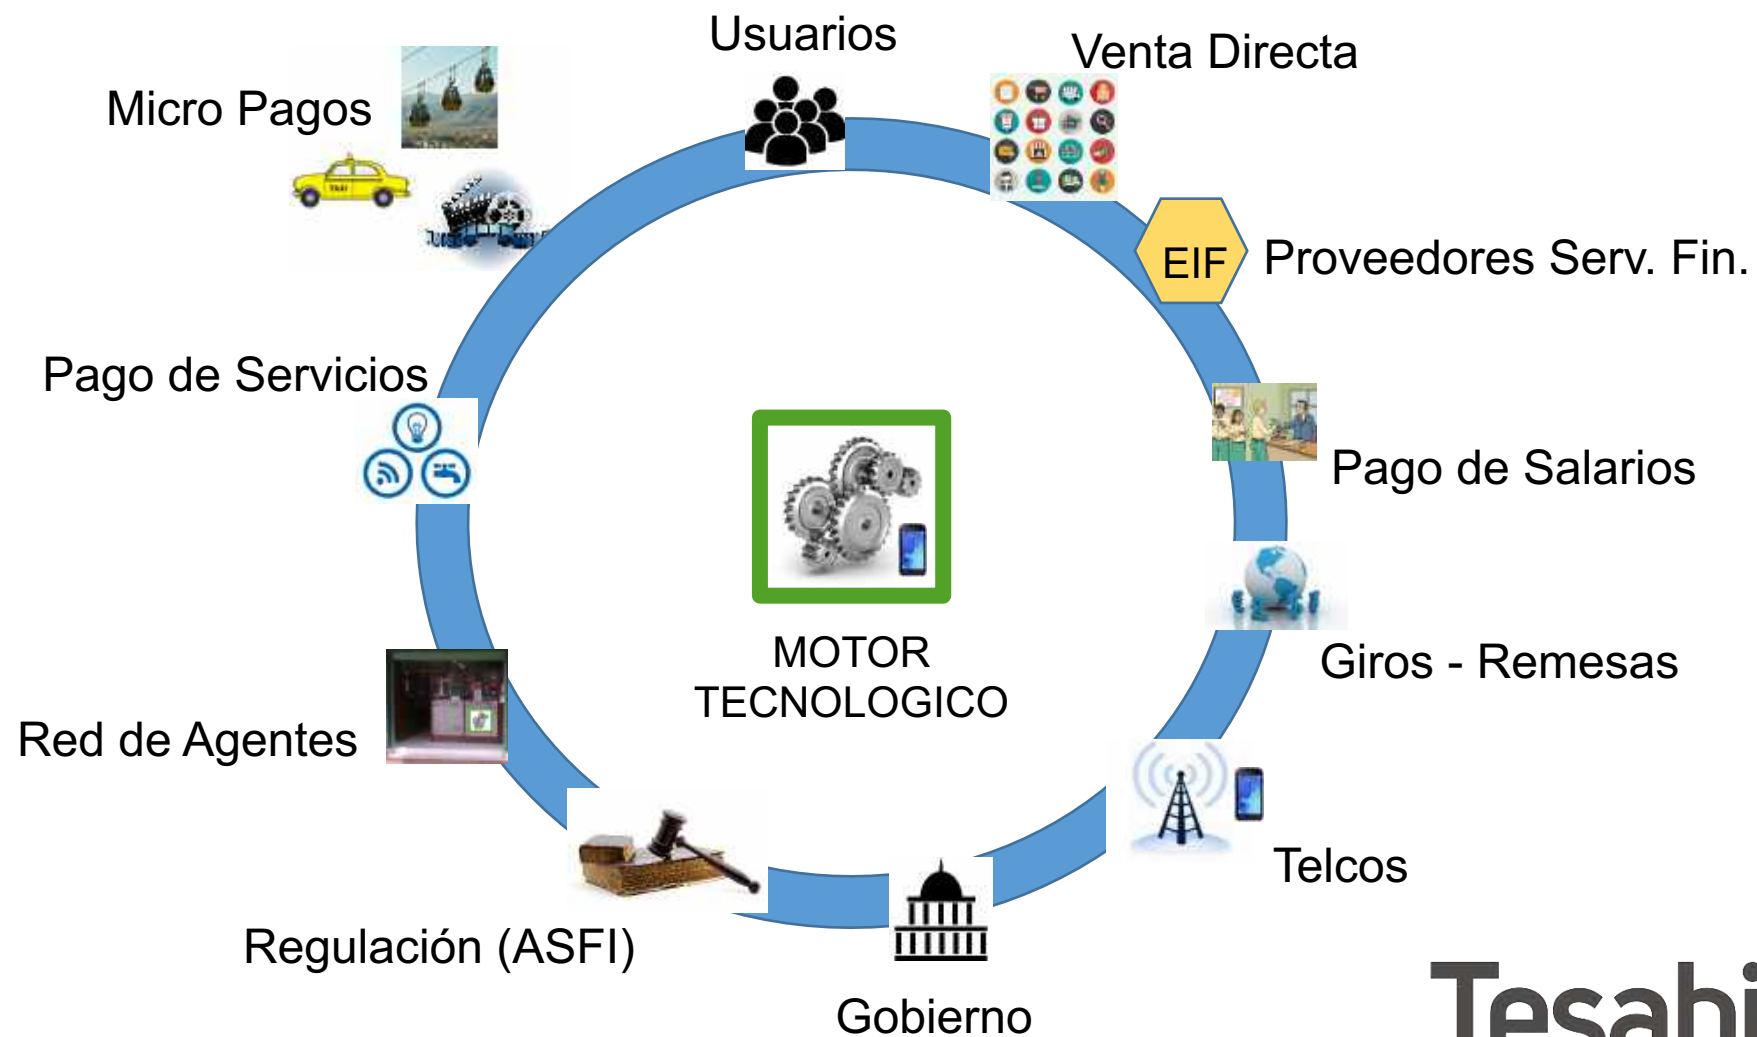 Usuarios
Venta Directa
Micro Pagos
TAXI
EIF
Proveedores Serv. Fin.
Pago de Servicios
Pago de Salarios
MOTOR
TECNOLOGICO
Giros - Remesas
Red de Agentes
Telcos
Regulación (ASFI)
Gobierno